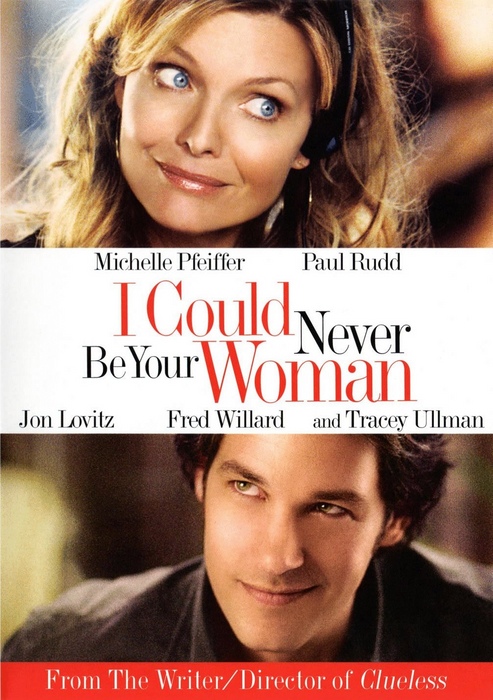 Michelle Pfeiffer Paul Rudd
I Could Never
Be Your Woman
Jon Lovitz Fred Willard and Tracey Ullman
From The Writer/Director of Clueless